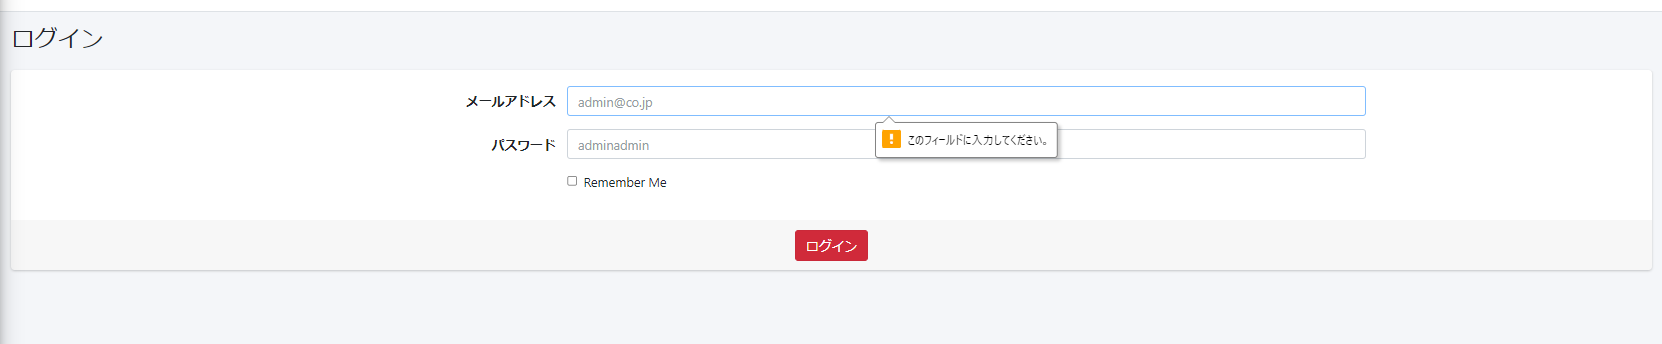 ログイン
メールアドレス admin@co.jp
このフィールドに入力してください。
パスワード adminadmin
Remember Me
ログイン